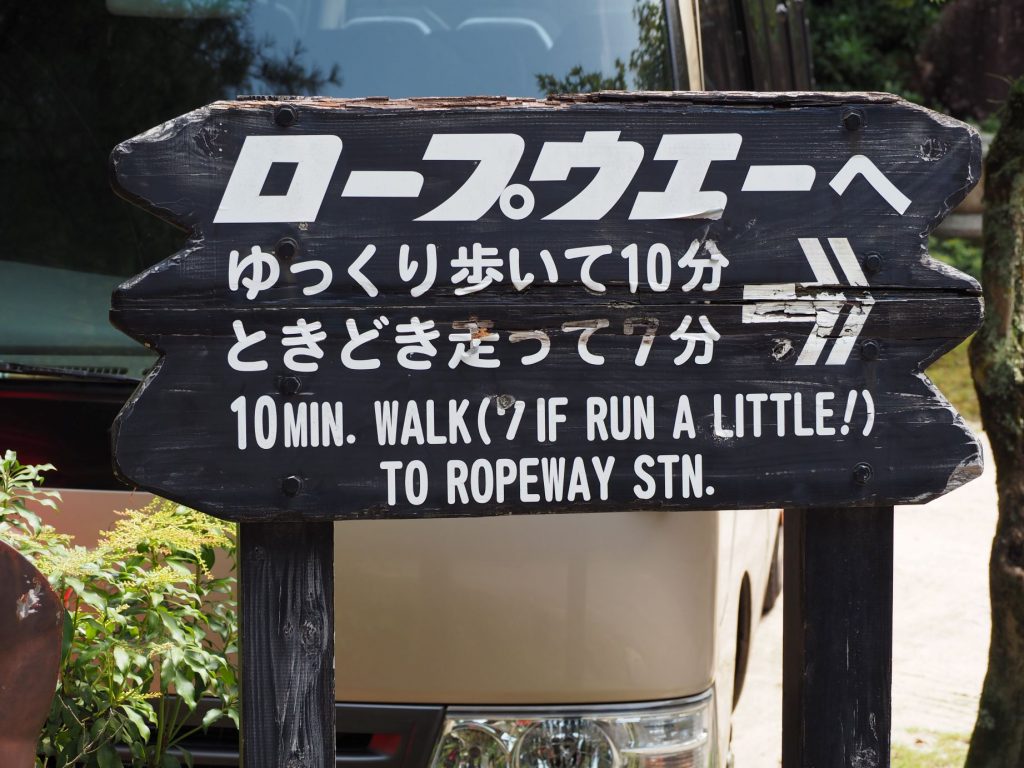 ロープウエーへ
ゆっくり歩いて10分
ときどき走って7分
10MIN. WALK(7 IF RUN A LITTLE!)
TO ROPEWAY STN.